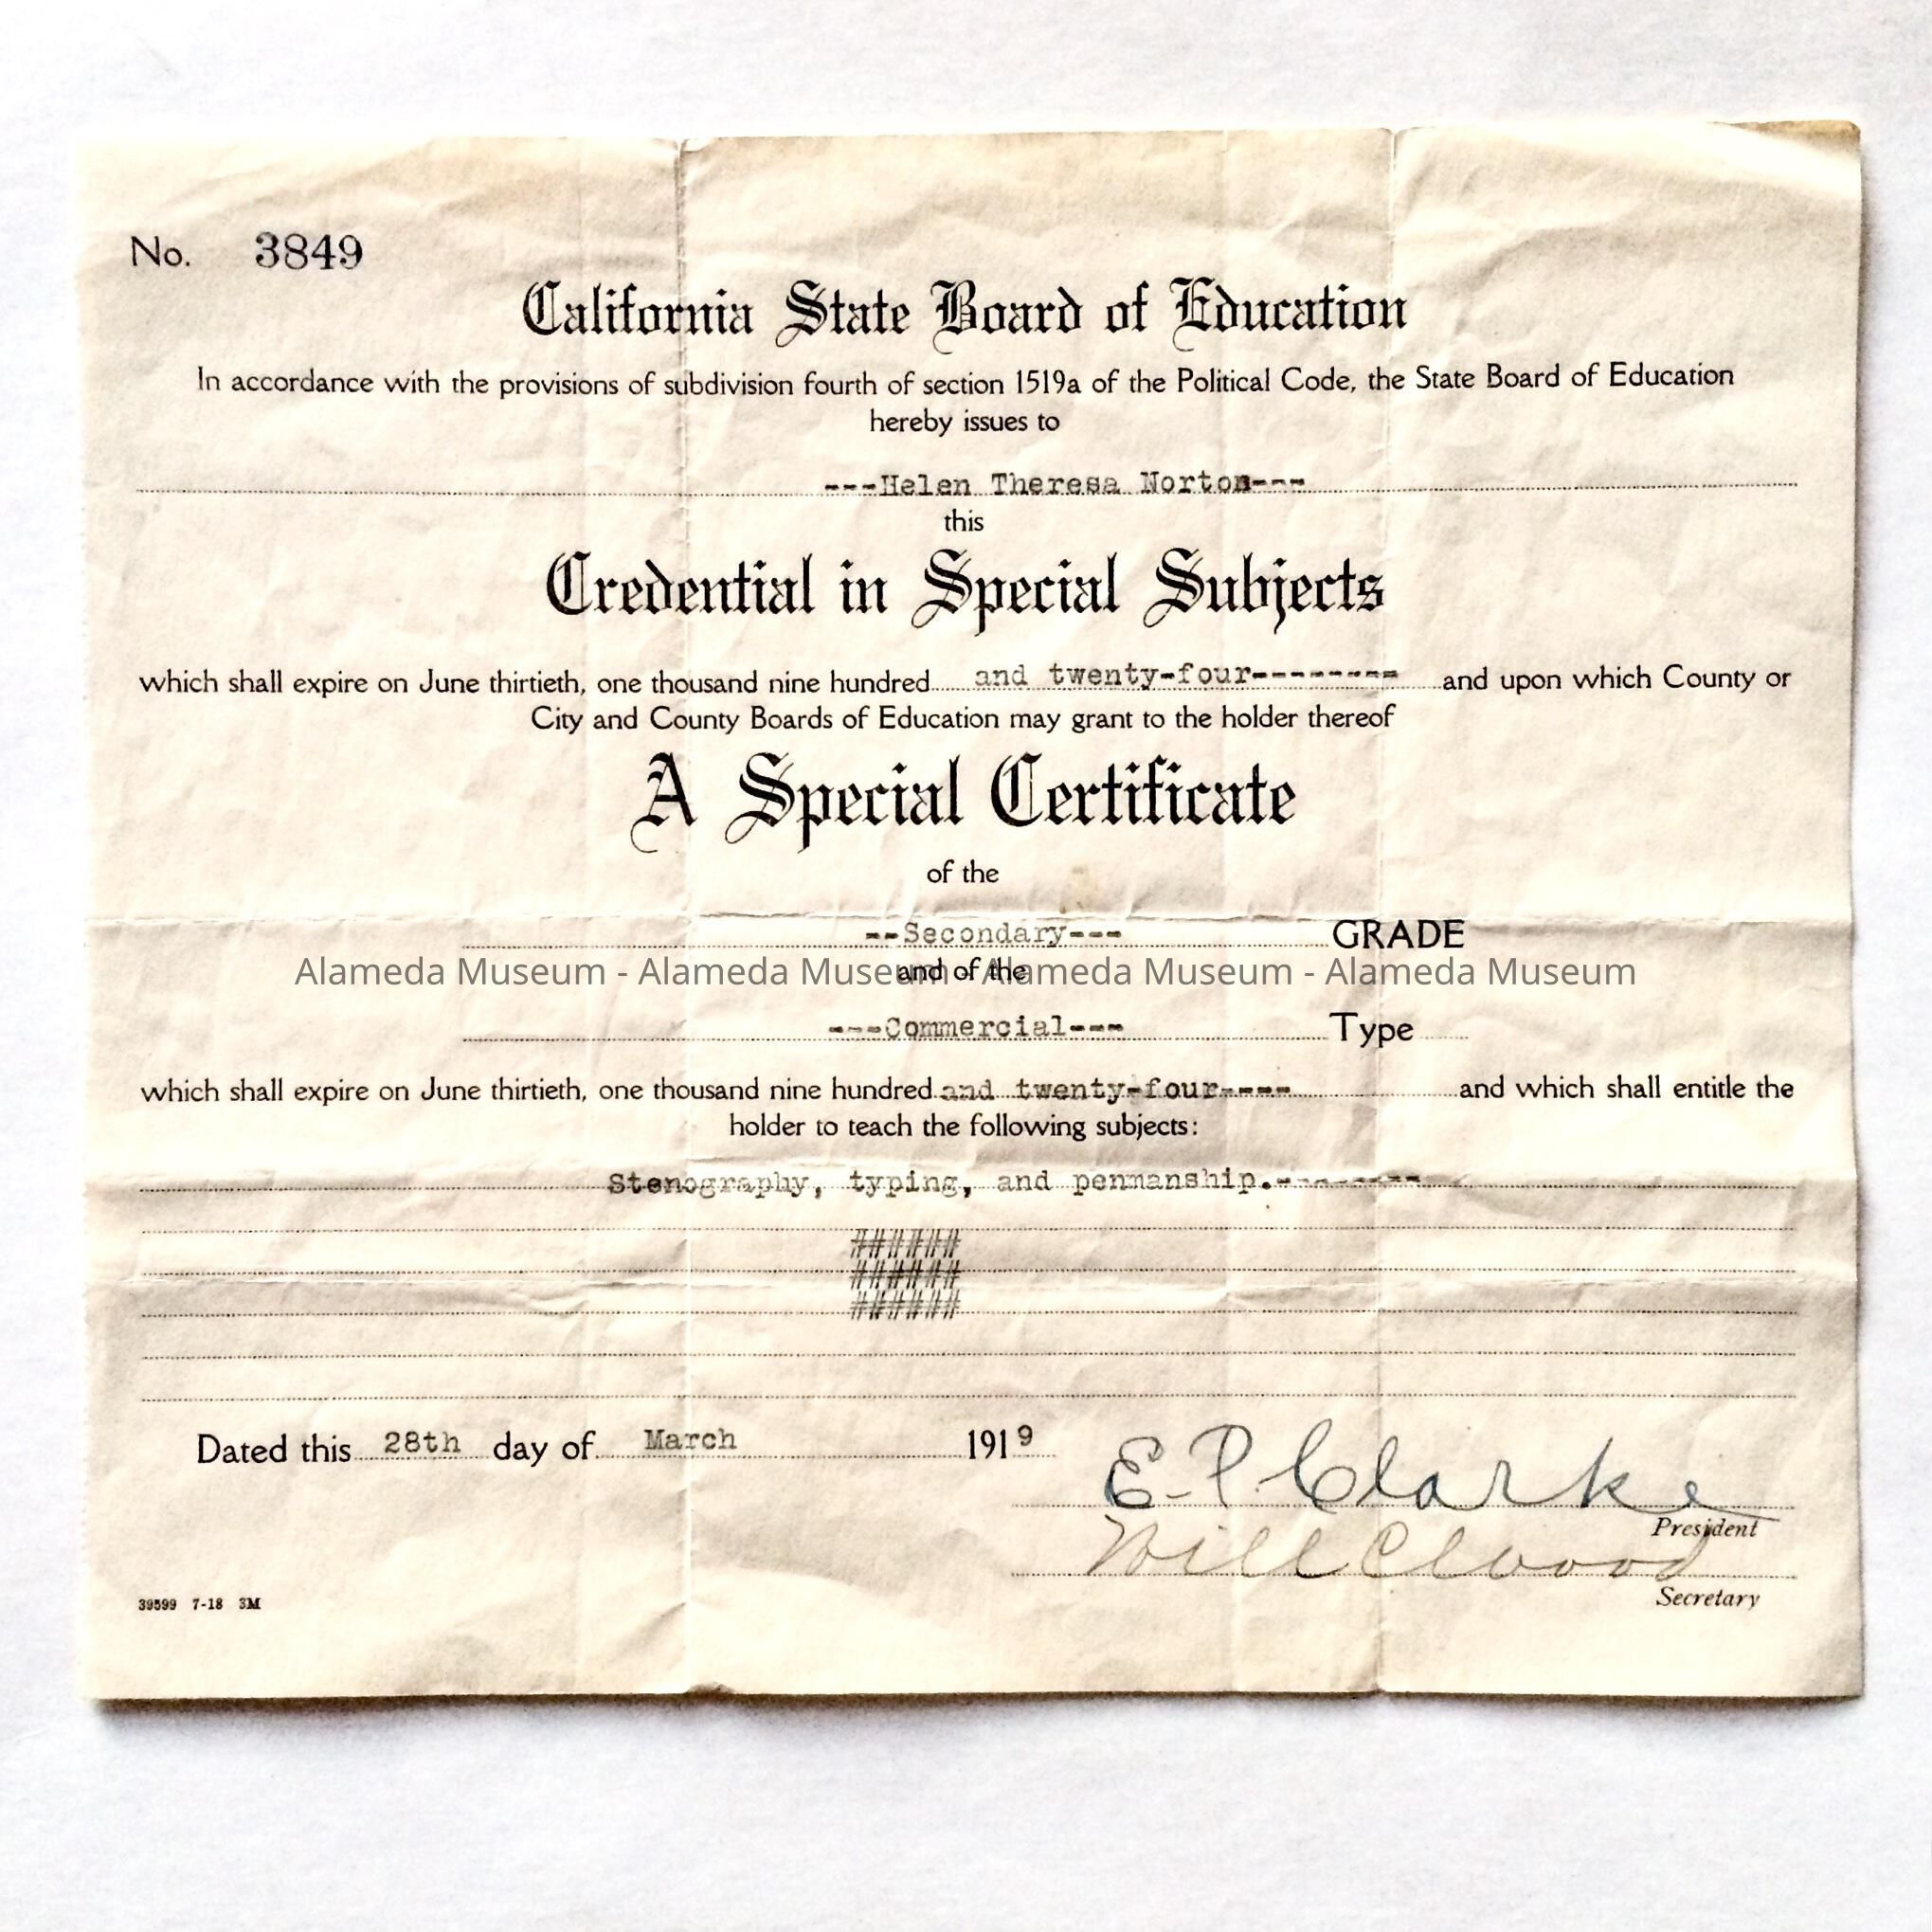 No. 3849
California State Board of Education
In accordance with the provisions of subdivision fourth of section 1519a of the Political Code, the State Board of Education
hereby issues to
---Helen Theresa Norton---
this
Credential in Special Subjects
which shall expire on June thirtieth, one thousand nine hundred and twenty-four-------- and upon which County or
City and County Boards of Education may grant to the holder thereof
A Special Certificate
of the
--Secondary--- GRADE
and of the
Alameda Museum - Alameda Museum - Alameda Museum - Alameda Museum
---Commercial--- Type
which shall expire on June thirtieth, one thousand nine hundred and twenty-four---- and which shall entitle the
holder to teach the following subjects:
Stenography, typing, and penmanship.--------
######
######
######
Dated this 28th day of March 1919
E. P. Clarke
President
Will C Wood
Secretary
39599 7-18 3M